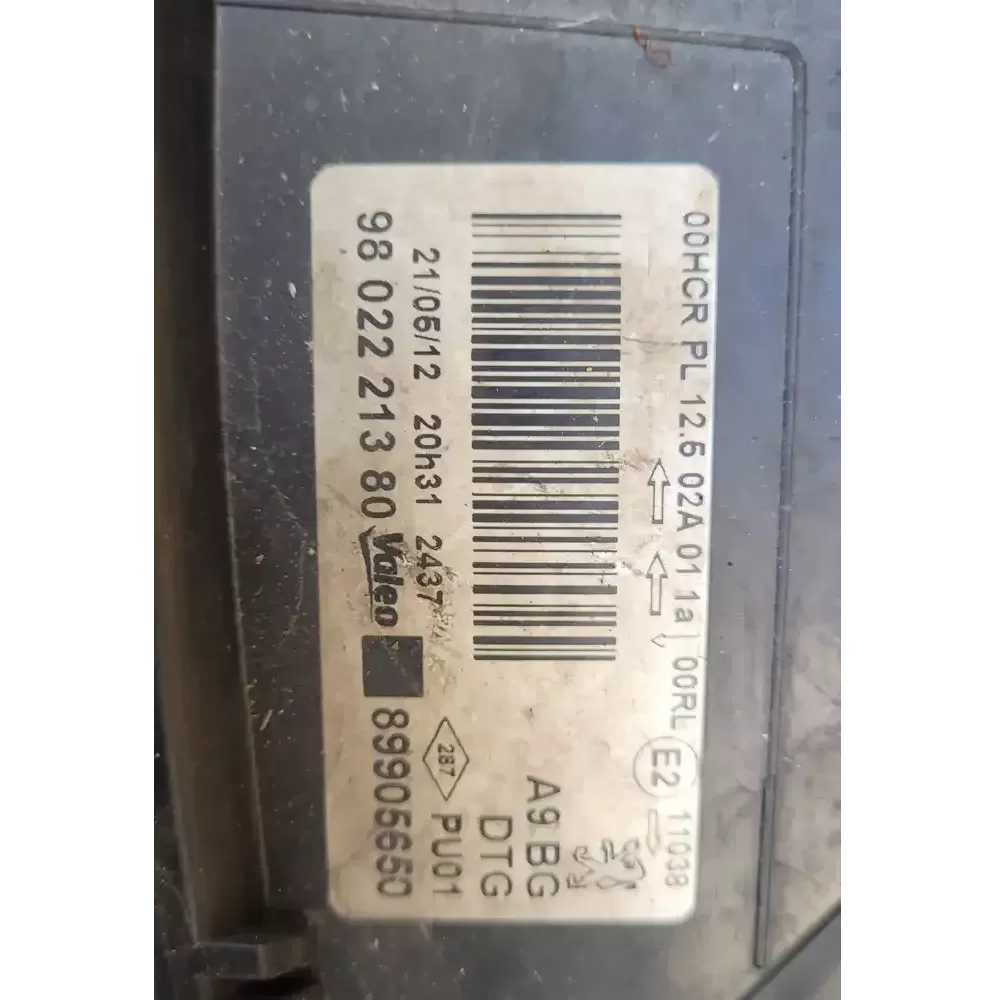 00HCR PL 12.6 02A 01 1a 00RL E2 11038
A9 BG
DTG
21/06/12 20h31 2437 287 PU01
98 022 213 80 Valeo 89905650